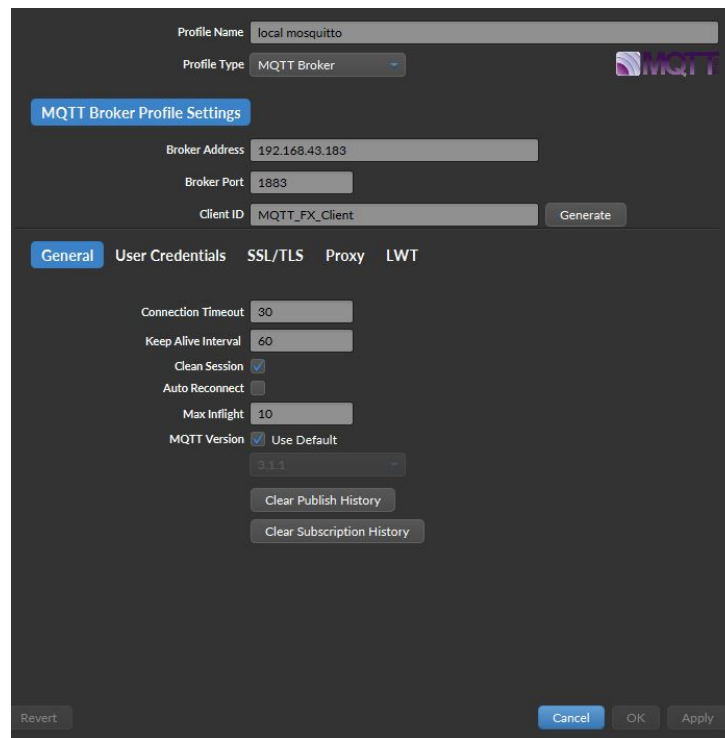 Profile Name local mosquitto
Profile Type MQTT Broker
MQTT
MQTT Broker Profile Settings
Broker Address 192.168.43.183
Broker Port 1883
Client ID MQTT_FX_Client Generate
General User Credentials SSL/TLS Proxy LWT
Connection Timeout 30
Keep Alive Interval 60
Clean Session
Auto Reconnect
Max Inflight 10
MQTT Version Use Default
3.1.1
Clear Publish History
Clear Subscription History
Revert Cancel OK Apply